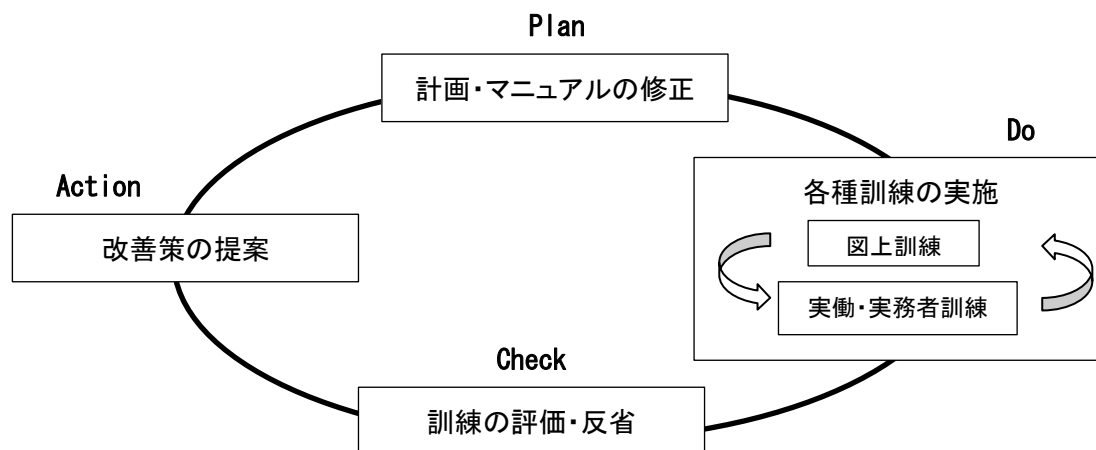 Plan
計画・マニュアルの修正
Do
各種訓練の実施
図上訓練
実働・実務者訓練
Check
訓練の評価・反省
Action
改善策の提案